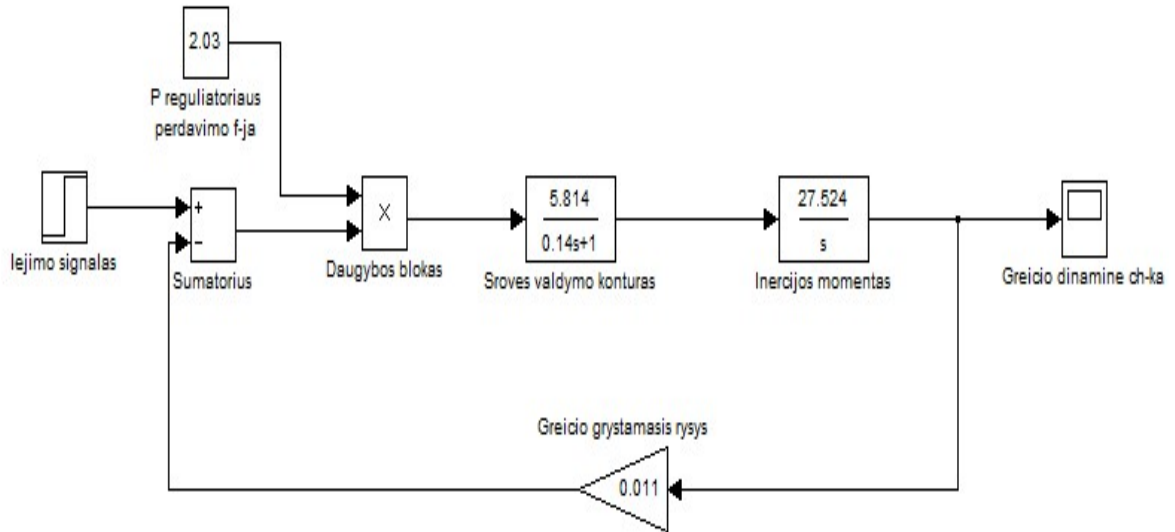 2.03
P reguliatoriaus
perdavimo f-ja
+
−
Iejimo signalas
Sumatorius
X
Daugybos blokas
5.814
0.14s+1
Sroves valdymo konturas
27.524
s
Inercijos momentas
Greicio dinamine ch-ka
Greicio grystamasis rysys
0.011